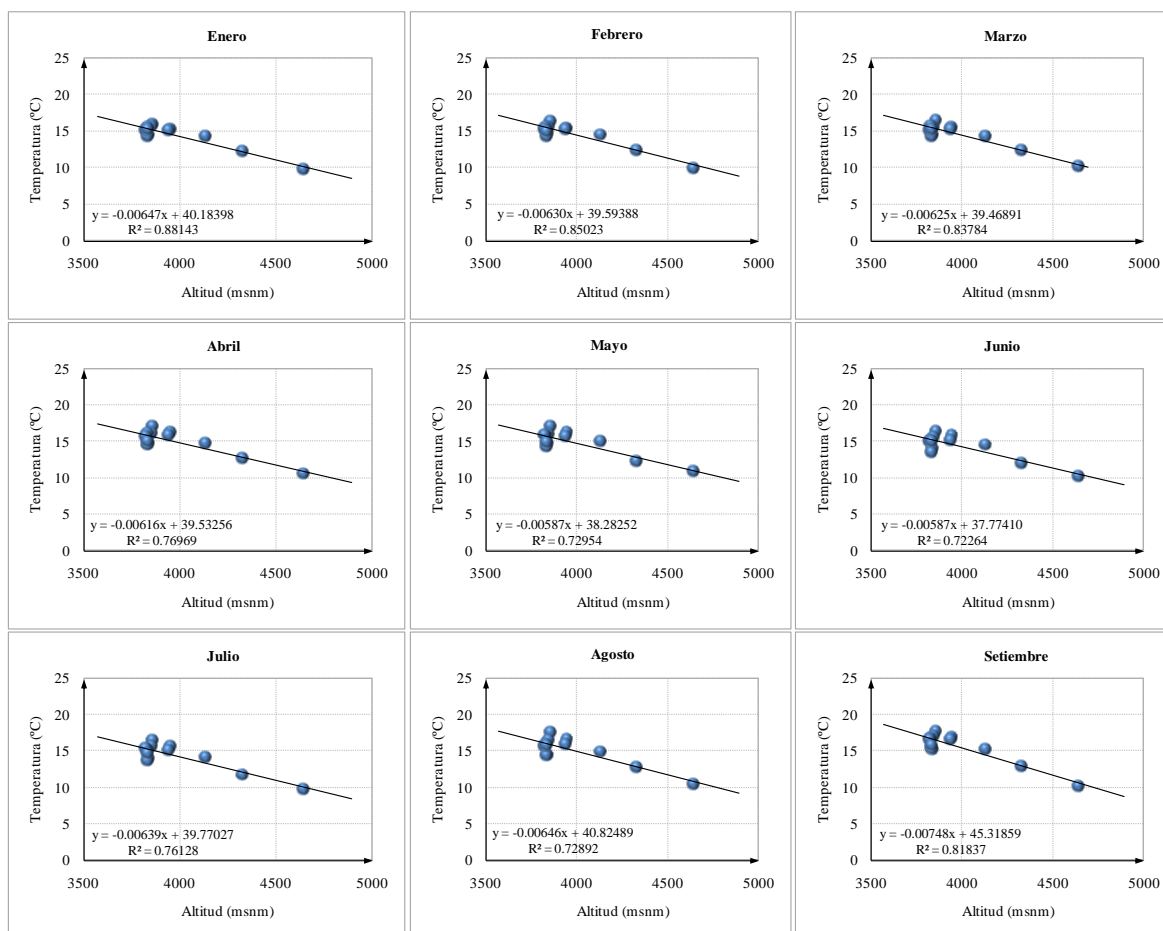 Enero
25
20
15
10
5
0
3500 4000 4500 5000
Temperatura (ºC)
Altitud (msnm)
y = -0.00647x + 40.18398
R² = 0.88143
Febrero
25
20
15
10
5
0
3500 4000 4500 5000
Temperatura (ºC)
Altitud (msnm)
y = -0.00630x + 39.59388
R² = 0.85023
Marzo
25
20
15
10
5
0
3500 4000 4500 5000
Temperatura (ºC)
Altitud (msnm)
y = -0.00625x + 39.46891
R² = 0.83784
Abril
25
20
15
10
5
0
3500 4000 4500 5000
Temperatura (ºC)
Altitud (msnm)
y = -0.00616x + 39.53256
R² = 0.76969
Mayo
25
20
15
10
5
0
3500 4000 4500 5000
Temperatura (ºC)
Altitud (msnm)
y = -0.00587x + 38.28252
R² = 0.72954
Junio
25
20
15
10
5
0
3500 4000 4500 5000
Temperatura (ºC)
Altitud (msnm)
y = -0.00587x + 37.77410
R² = 0.72264
Julio
25
20
15
10
5
0
3500 4000 4500 5000
Temperatura (ºC)
Altitud (msnm)
y = -0.00639x + 39.77027
R² = 0.76128
Agosto
25
20
15
10
5
0
3500 4000 4500 5000
Temperatura (ºC)
Altitud (msnm)
y = -0.00646x + 40.82489
R² = 0.72892
Setiembre
25
20
15
10
5
0
3500 4000 4500 5000
Temperatura (ºC)
Altitud (msnm)
y = -0.00748x + 45.31859
R² = 0.81837